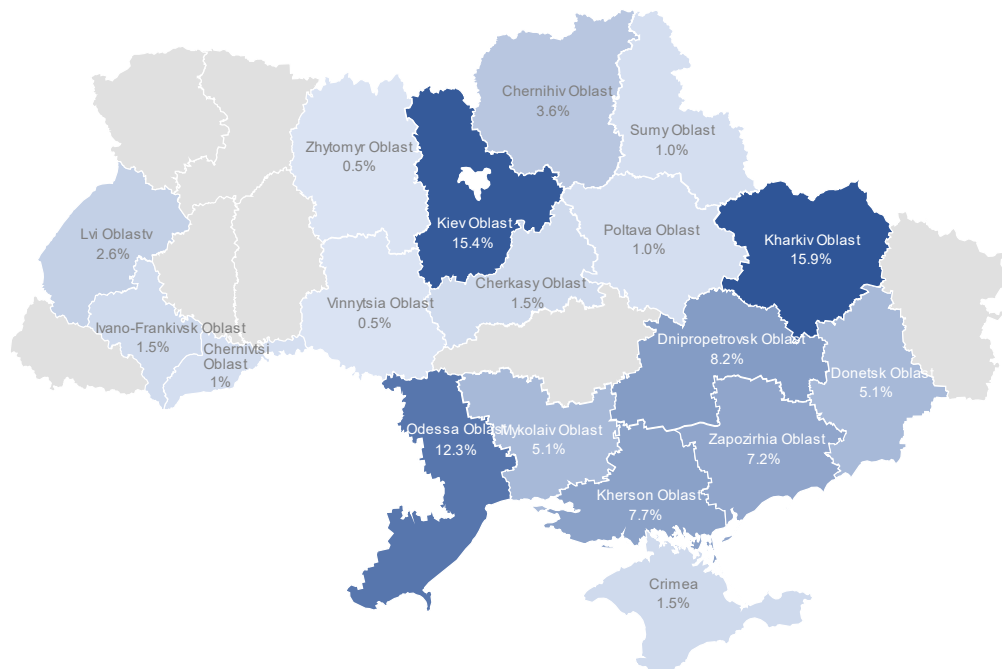 Chernihiv Oblast
3.6%
Sumy Oblast
1.0%
Zhytomyr Oblast
0.5%
Kiev Oblast
15.4%
Poltava Oblast
1.0%
Kharkiv Oblast
15.9%
Lvi Oblastv
2.6%
Cherkasy Oblast
1.5%
Vinnytsia Oblast
0.5%
Ivano-Frankivsk Oblast
1.5%
Chernivtsi
Oblast
1%
Dnipropetrovsk Oblast
8.2%
Donetsk Oblast
5.1%
Odessa Oblast
12.3%
Mykolaiv Oblast
5.1%
Zapozirhia Oblast
7.2%
Kherson Oblast
7.7%
Crimea
1.5%